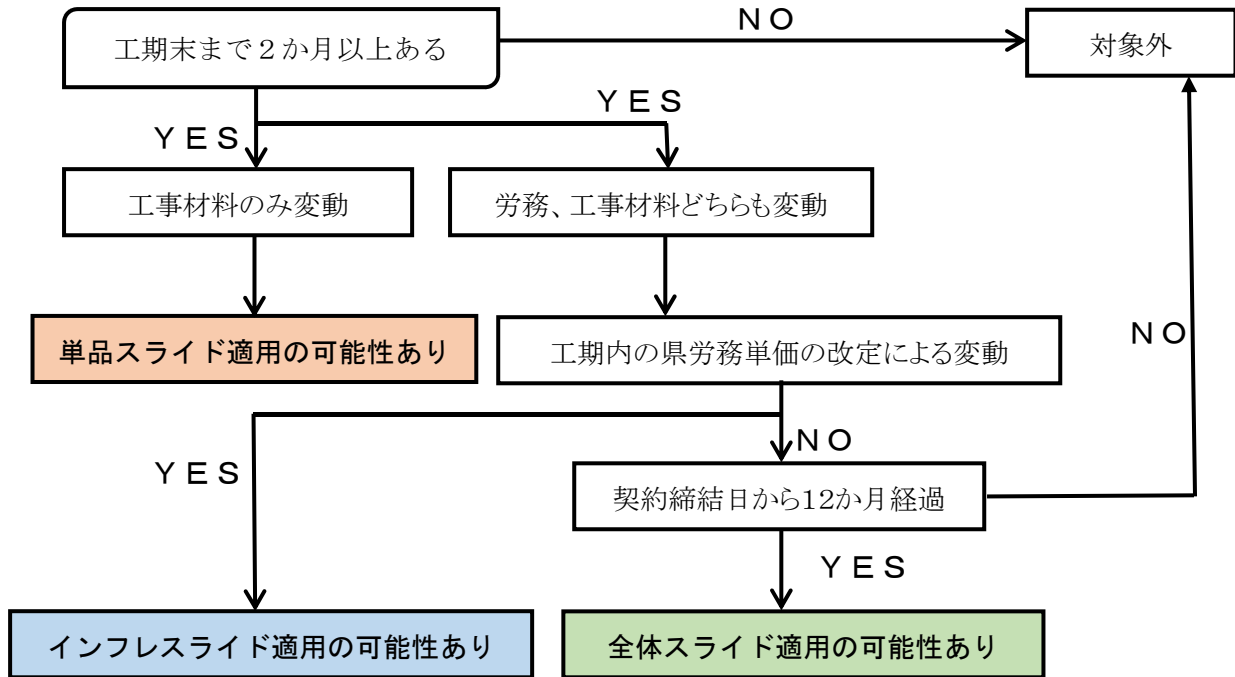 NO
工期末まで２か月以上ある
対象外
YES
YES
工事材料のみ変動
労務、工事材料どちらも変動
単品スライド適用の可能性あり
工期内の県労務単価の改定による変動
NO
YES
NO
契約締結日から12か月経過
YES
インフレスライド適用の可能性あり
全体スライド適用の可能性あり